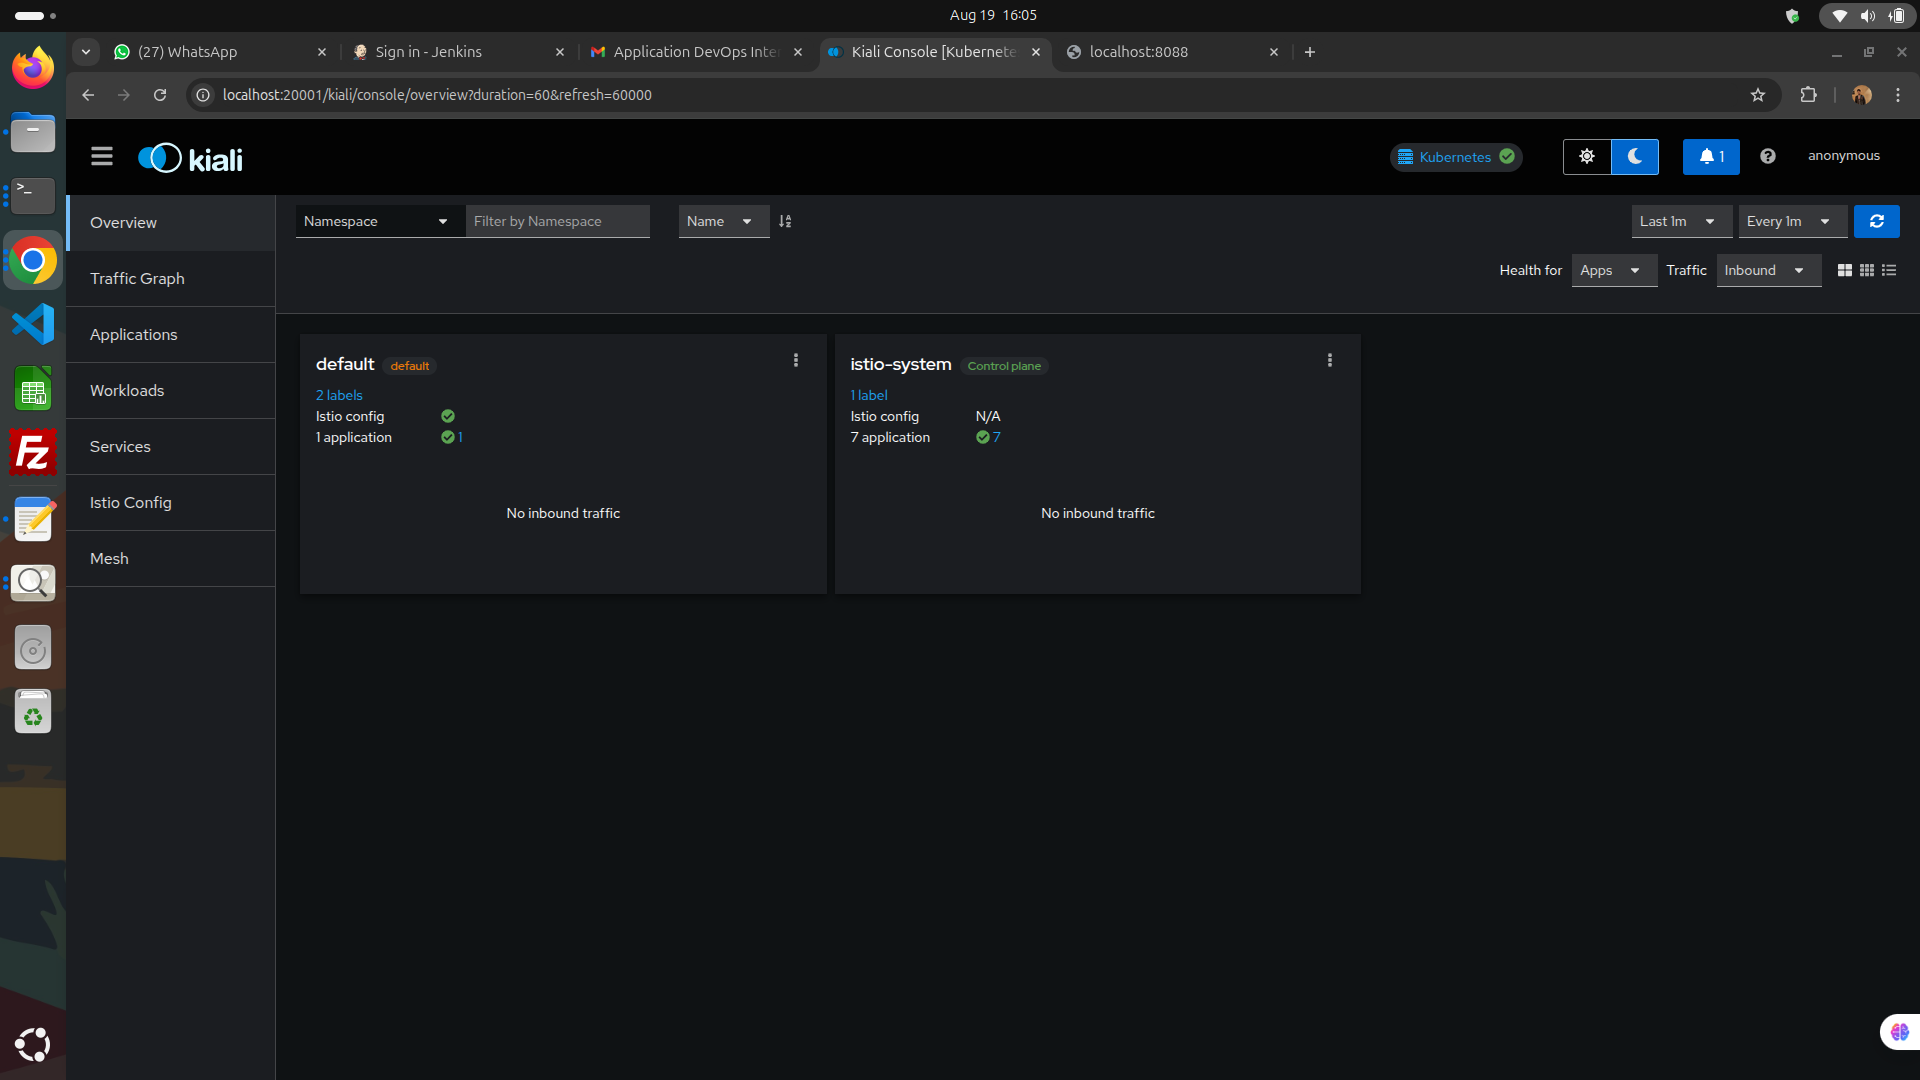 Aug 19 16:05
(27) WhatsApp
Sign in - Jenkins
Application DevOps Inter
Kiali Console [Kubernete
localhost:8088
localhost:20001/kiali/console/overview?duration=60&refresh=60000
kiali
Kubernetes
1
anonymous
Overview
Traffic Graph
Applications
Workloads
Services
Istio Config
Mesh
Namespace
Filter by Namespace
Name
Last 1m
Every 1m
Health for
Apps
Traffic
Inbound
default default
2 labels
Istio config
1 application 1
No inbound traffic
istio-system Control plane
1 label
Istio config N/A
7 application 7
No inbound traffic